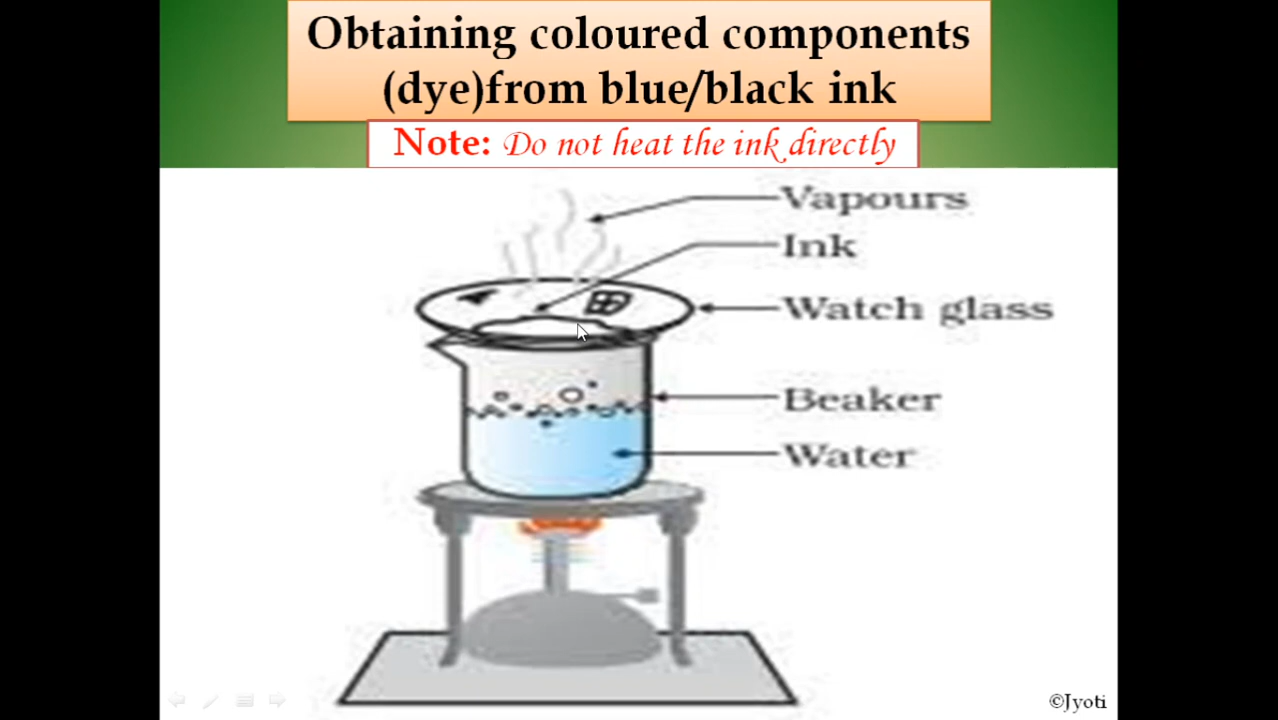 Obtaining coloured components
(dye)from blue/black ink
Note: Do not heat the ink directly
Vapours
Ink
Watch glass
Beaker
Water
©Jyoti